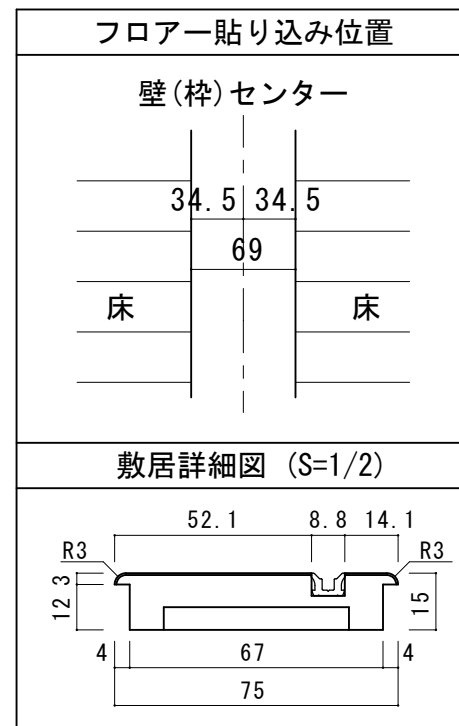 フロアー貼り込み位置
壁(枠)センター
34.5 34.5
69
床 床
敷居詳細図 (S=1/2)
52.1 8.8 14.1
R3 R3
3
12
15
4 67 4
75